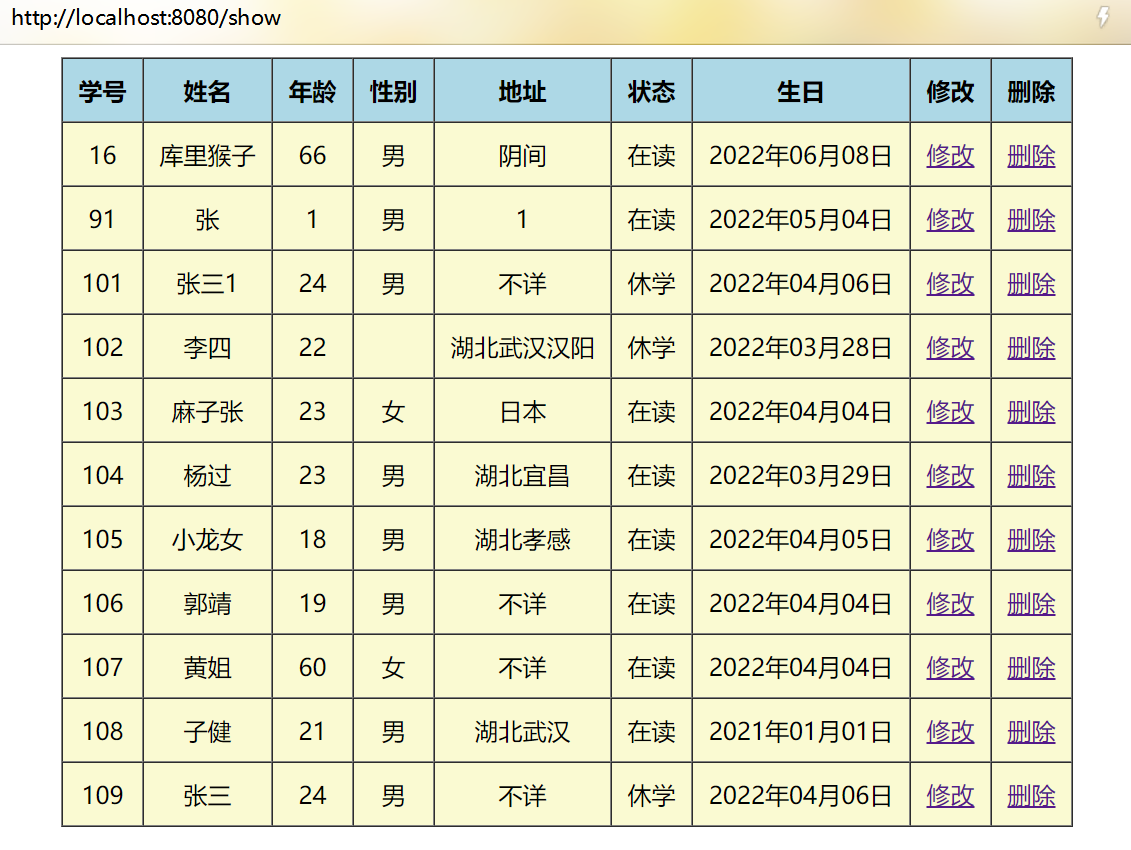 http://localhost:8080/show
学号 姓名 年龄 性别 地址 状态 生日 修改 删除
16 库里猴子 66 男 阴间 在读 2022年06月08日 修改 删除
91 张 1 男 1 在读 2022年05月04日 修改 删除
101 张三1 24 男 不详 休学 2022年04月06日 修改 删除
102 李四 22 湖北武汉汉阳 休学 2022年03月28日 修改 删除
103 麻子张 23 女 日本 在读 2022年04月04日 修改 删除
104 杨过 23 男 湖北宜昌 在读 2022年03月29日 修改 删除
105 小龙女 18 男 湖北孝感 在读 2022年04月05日 修改 删除
106 郭靖 19 男 不详 在读 2022年04月04日 修改 删除
107 黄姐 60 女 不详 在读 2022年04月04日 修改 删除
108 子健 21 男 湖北武汉 在读 2021年01月01日 修改 删除
109 张三 24 男 不详 休学 2022年04月06日 修改 删除